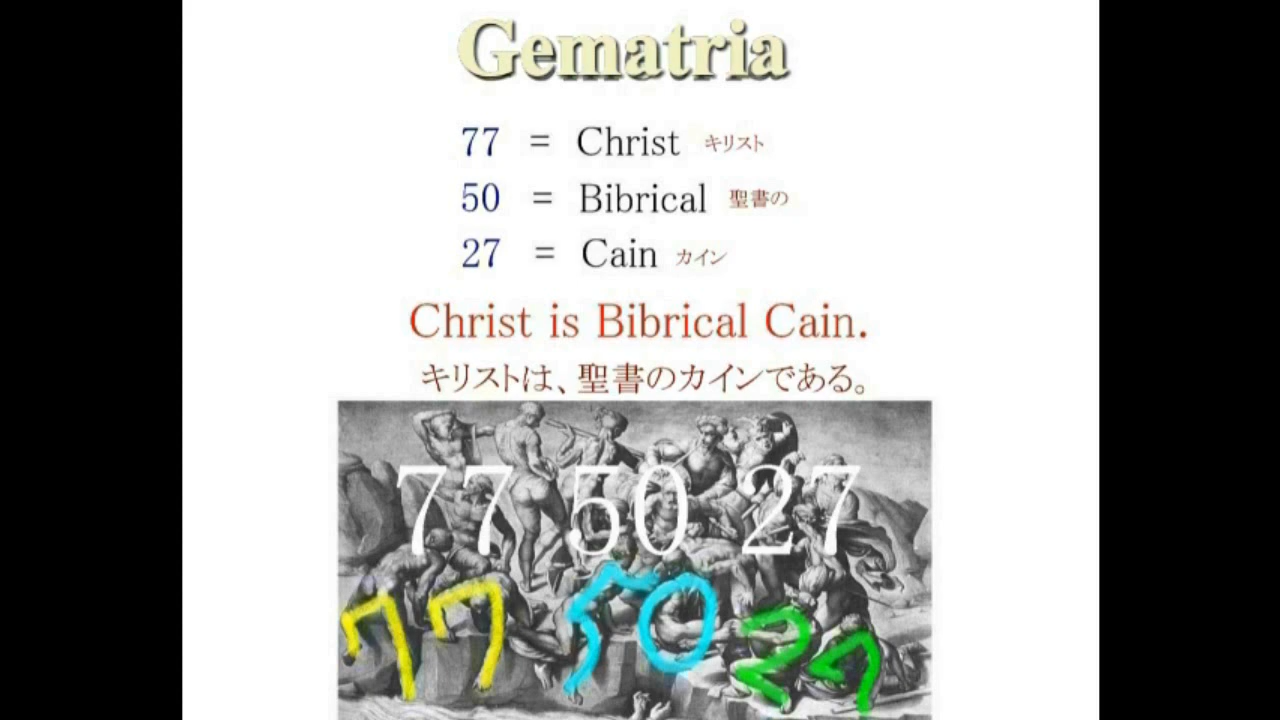 Gematria
77 = Christ キリスト
50 = Bibrical 聖書の
27 = Cain カイン
Christ is Bibrical Cain.
キリストは、聖書のカインである。
77 50 27
77 50 27